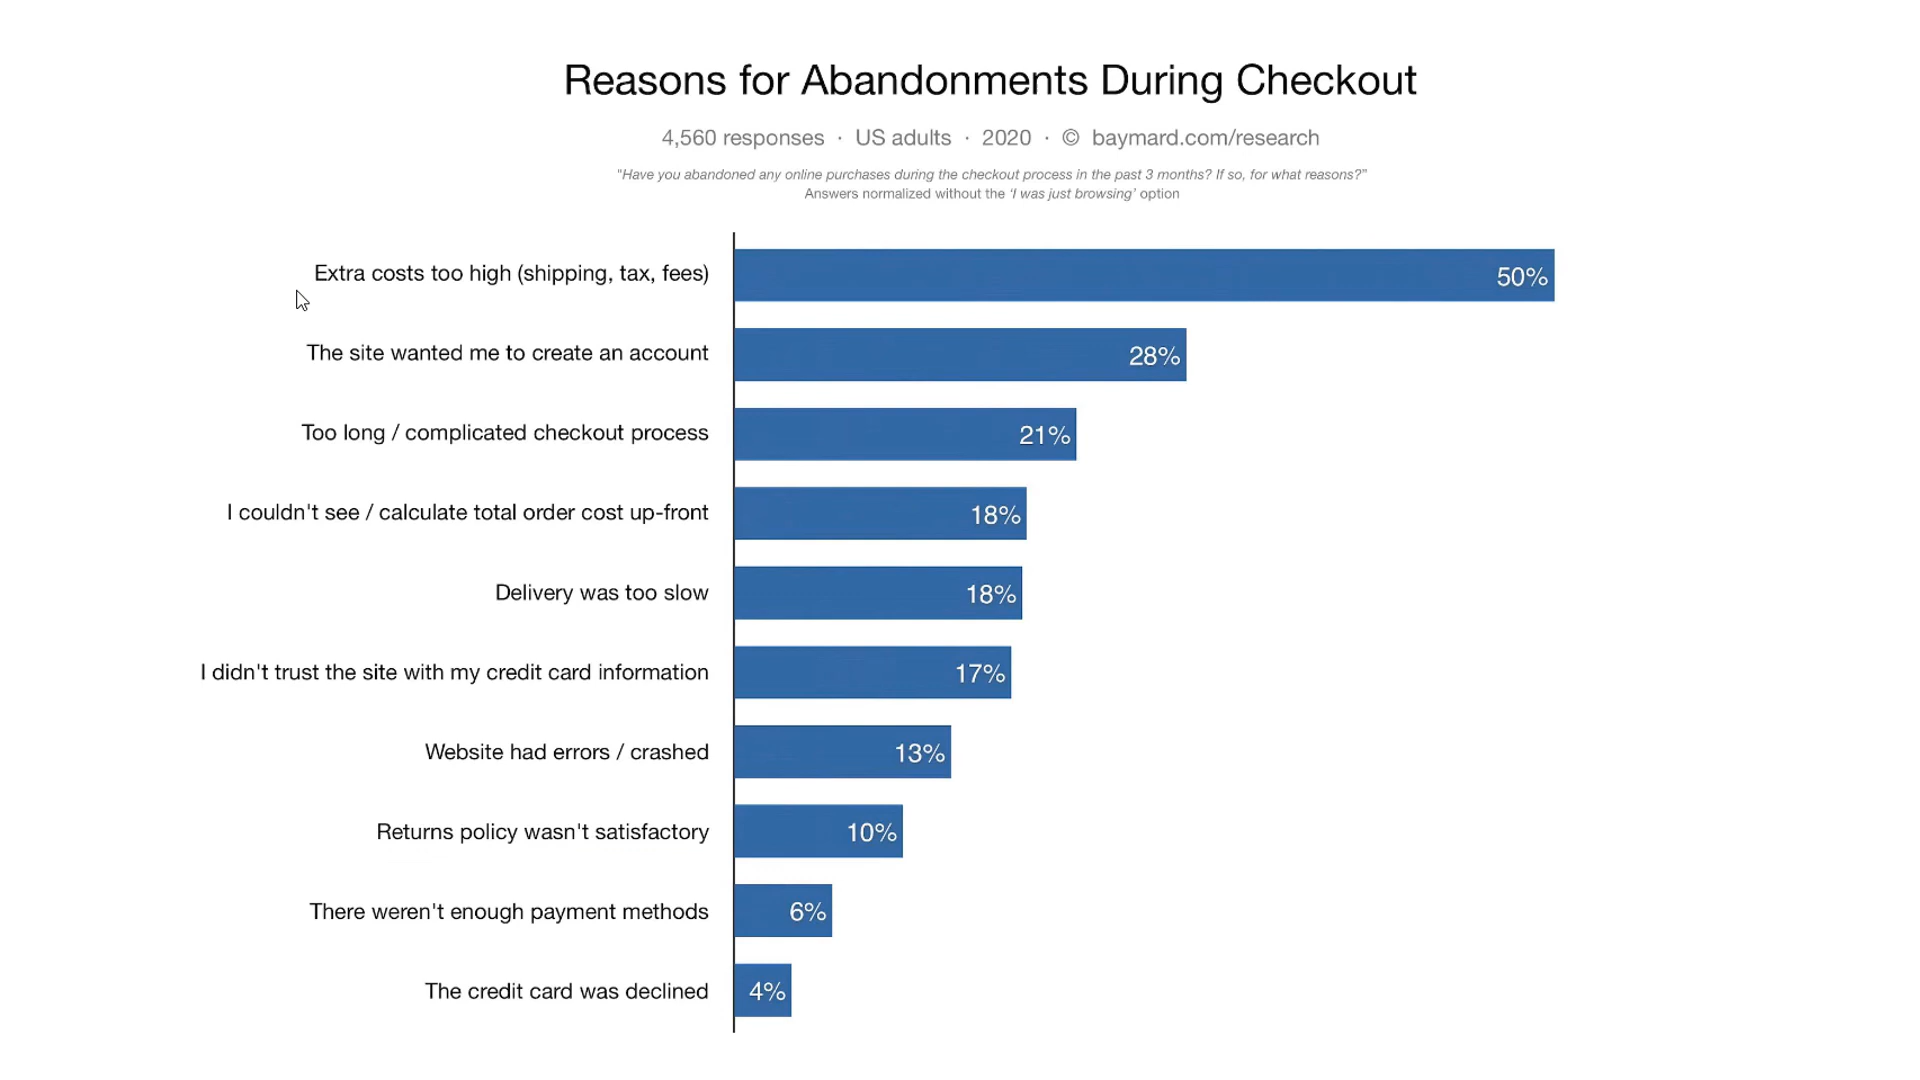 Reasons for Abandonments During Checkout
4,560 responses · US adults · 2020 · © baymard.com/research
"Have you abandoned any online purchases during the checkout process in the past 3 months? If so, for what reasons?"
Answers normalized without the 'I was just browsing' option
Extra costs too high (shipping, tax, fees) 50%
The site wanted me to create an account 28%
Too long / complicated checkout process 21%
I couldn't see / calculate total order cost up-front 18%
Delivery was too slow 18%
I didn't trust the site with my credit card information 17%
Website had errors / crashed 13%
Returns policy wasn't satisfactory 10%
There weren't enough payment methods 6%
The credit card was declined 4%